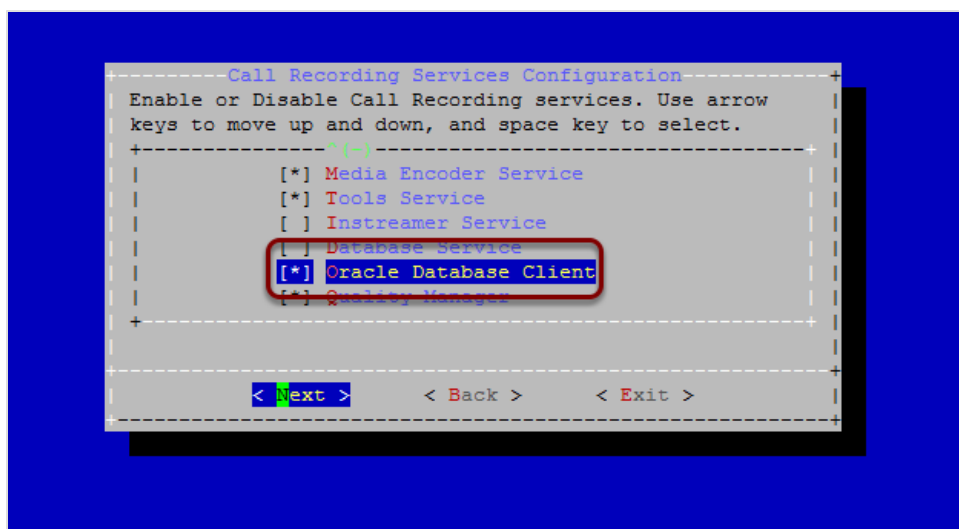 Call Recording Services Configuration
Enable or Disable Call Recording services. Use arrow
keys to move up and down, and space key to select.
^(-)
[*] Media Encoder Service
[*] Tools Service
[ ] Instreamer Service
[ ] Database Service
[*] Oracle Database Client
[*] Quality Manager
< Next > < Back > < Exit >